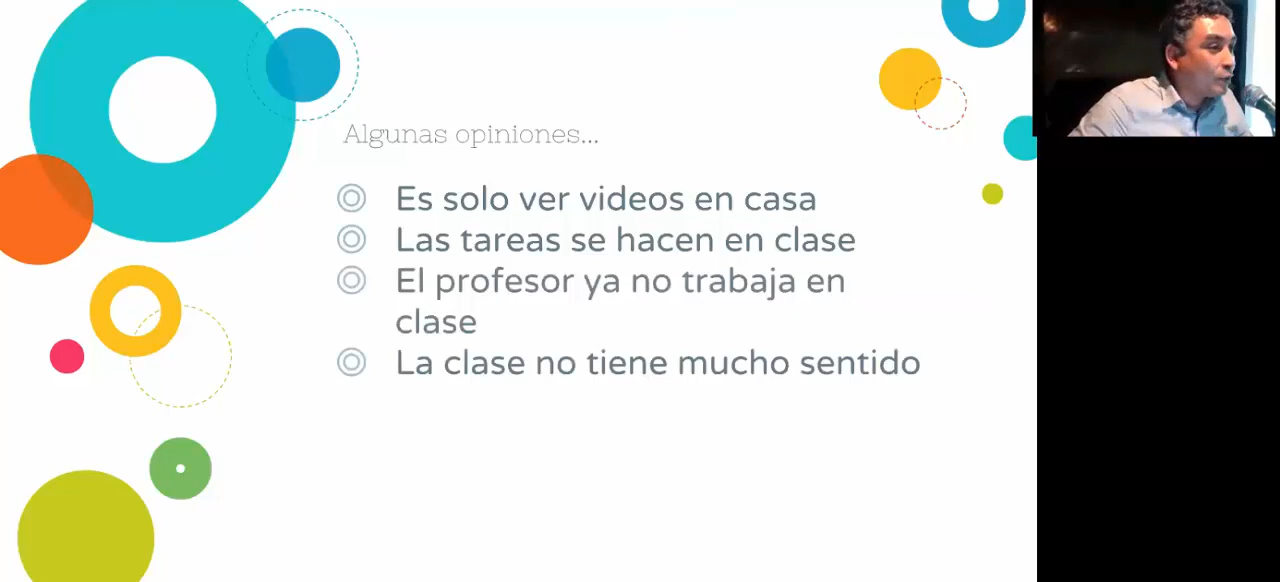 Algunas opiniones...
Es solo ver videos en casa
Las tareas se hacen en clase
El profesor ya no trabaja en
clase
La clase no tiene mucho sentido